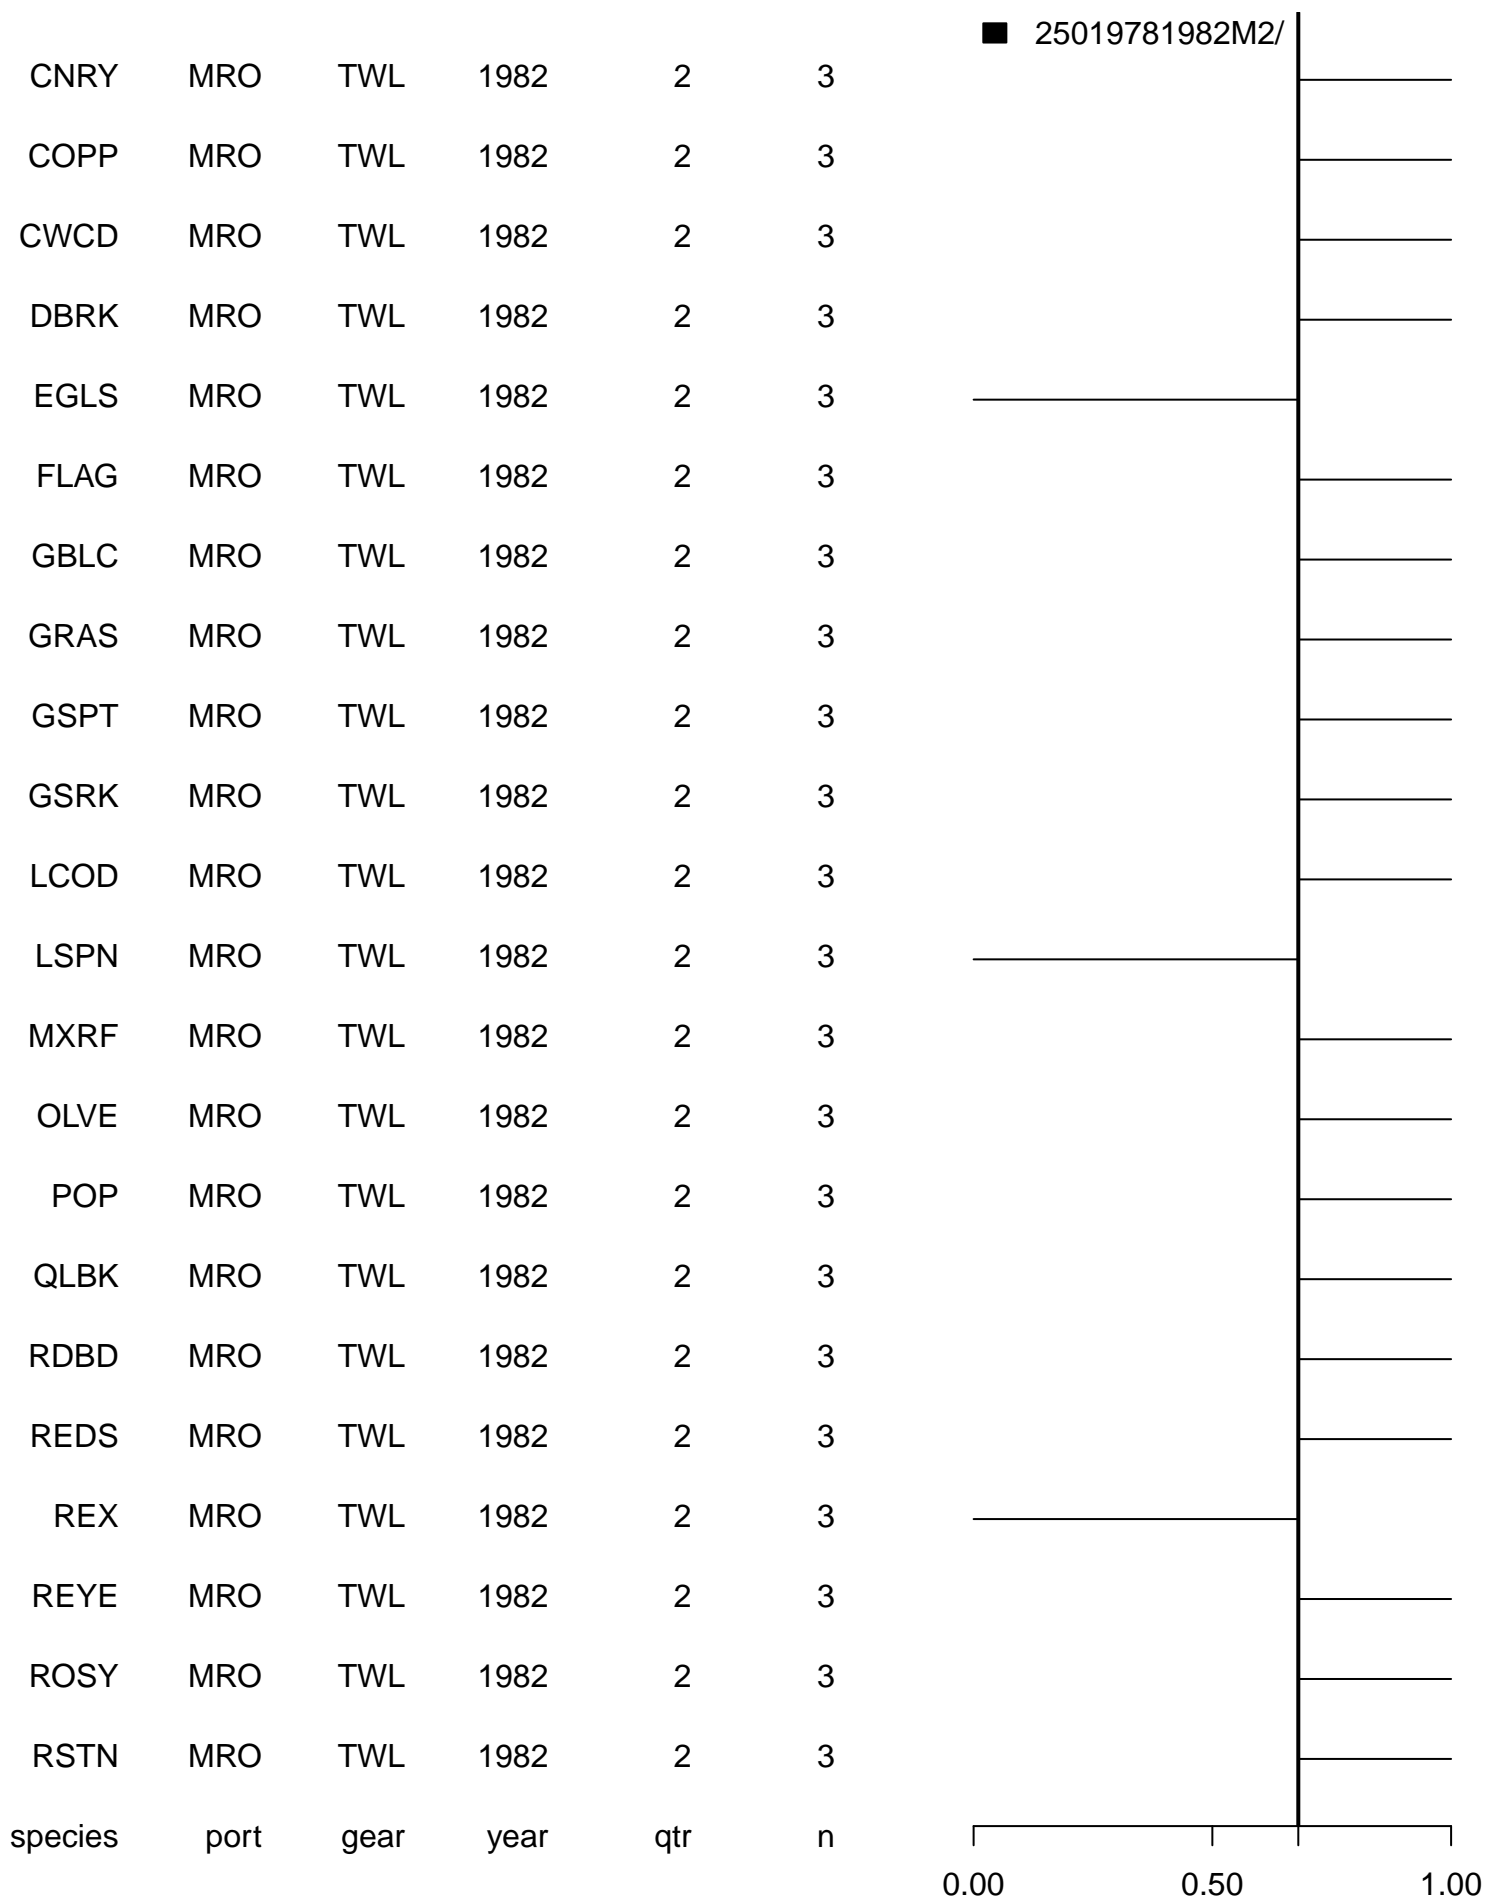 25019781982M2/
CNRY MRO TWL 1982 2 3
COPP MRO TWL 1982 2 3
CWCD MRO TWL 1982 2 3
DBRK MRO TWL 1982 2 3
EGLS MRO TWL 1982 2 3
FLAG MRO TWL 1982 2 3
GBLC MRO TWL 1982 2 3
GRAS MRO TWL 1982 2 3
GSPT MRO TWL 1982 2 3
GSRK MRO TWL 1982 2 3
LCOD MRO TWL 1982 2 3
LSPN MRO TWL 1982 2 3
MXRF MRO TWL 1982 2 3
OLVE MRO TWL 1982 2 3
POP MRO TWL 1982 2 3
QLBK MRO TWL 1982 2 3
RDBD MRO TWL 1982 2 3
REDS MRO TWL 1982 2 3
REX MRO TWL 1982 2 3
REYE MRO TWL 1982 2 3
ROSY MRO TWL 1982 2 3
RSTN MRO TWL 1982 2 3
species port gear year qtr n
0.00 0.50 1.00